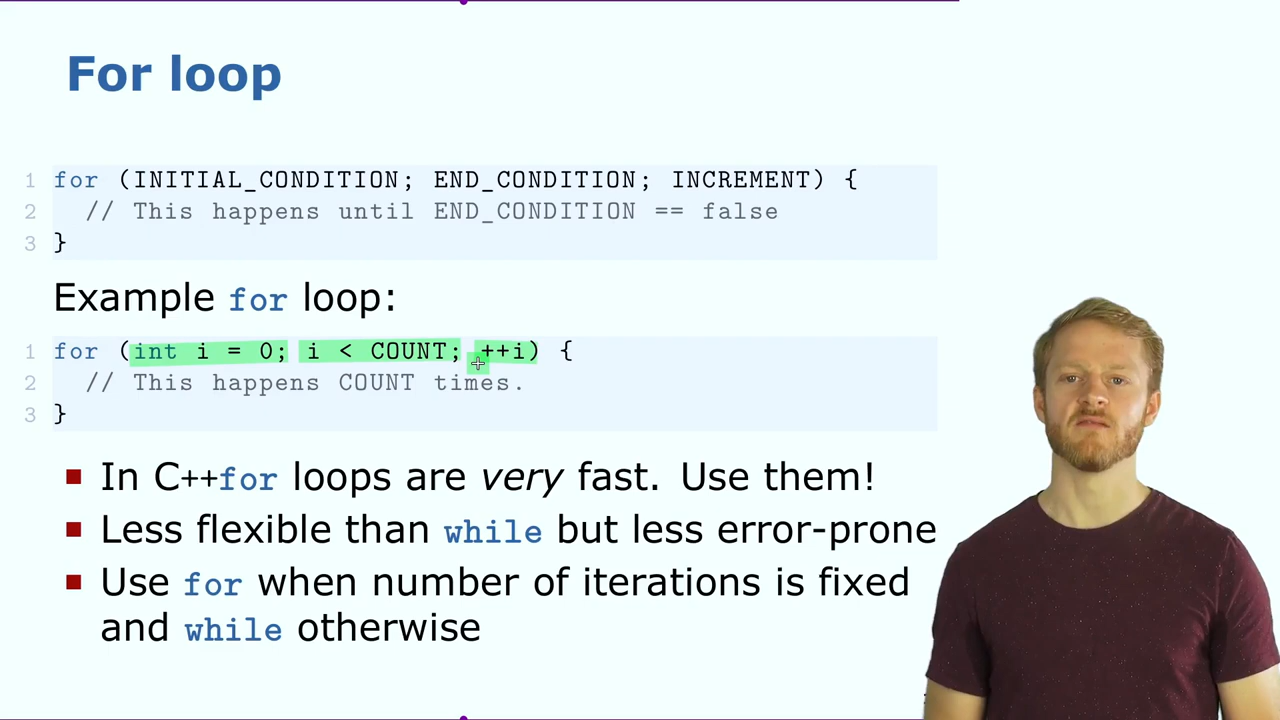 For loop
1 for (INITIAL_CONDITION; END_CONDITION; INCREMENT) {
2 // This happens until END_CONDITION == false
3 }
Example for loop:
1 for (int i = 0; i < COUNT; ++i) {
2 // This happens COUNT times.
3 }
In C++for loops are very fast. Use them!
Less flexible than while but less error-prone
Use for when number of iterations is fixed
and while otherwise